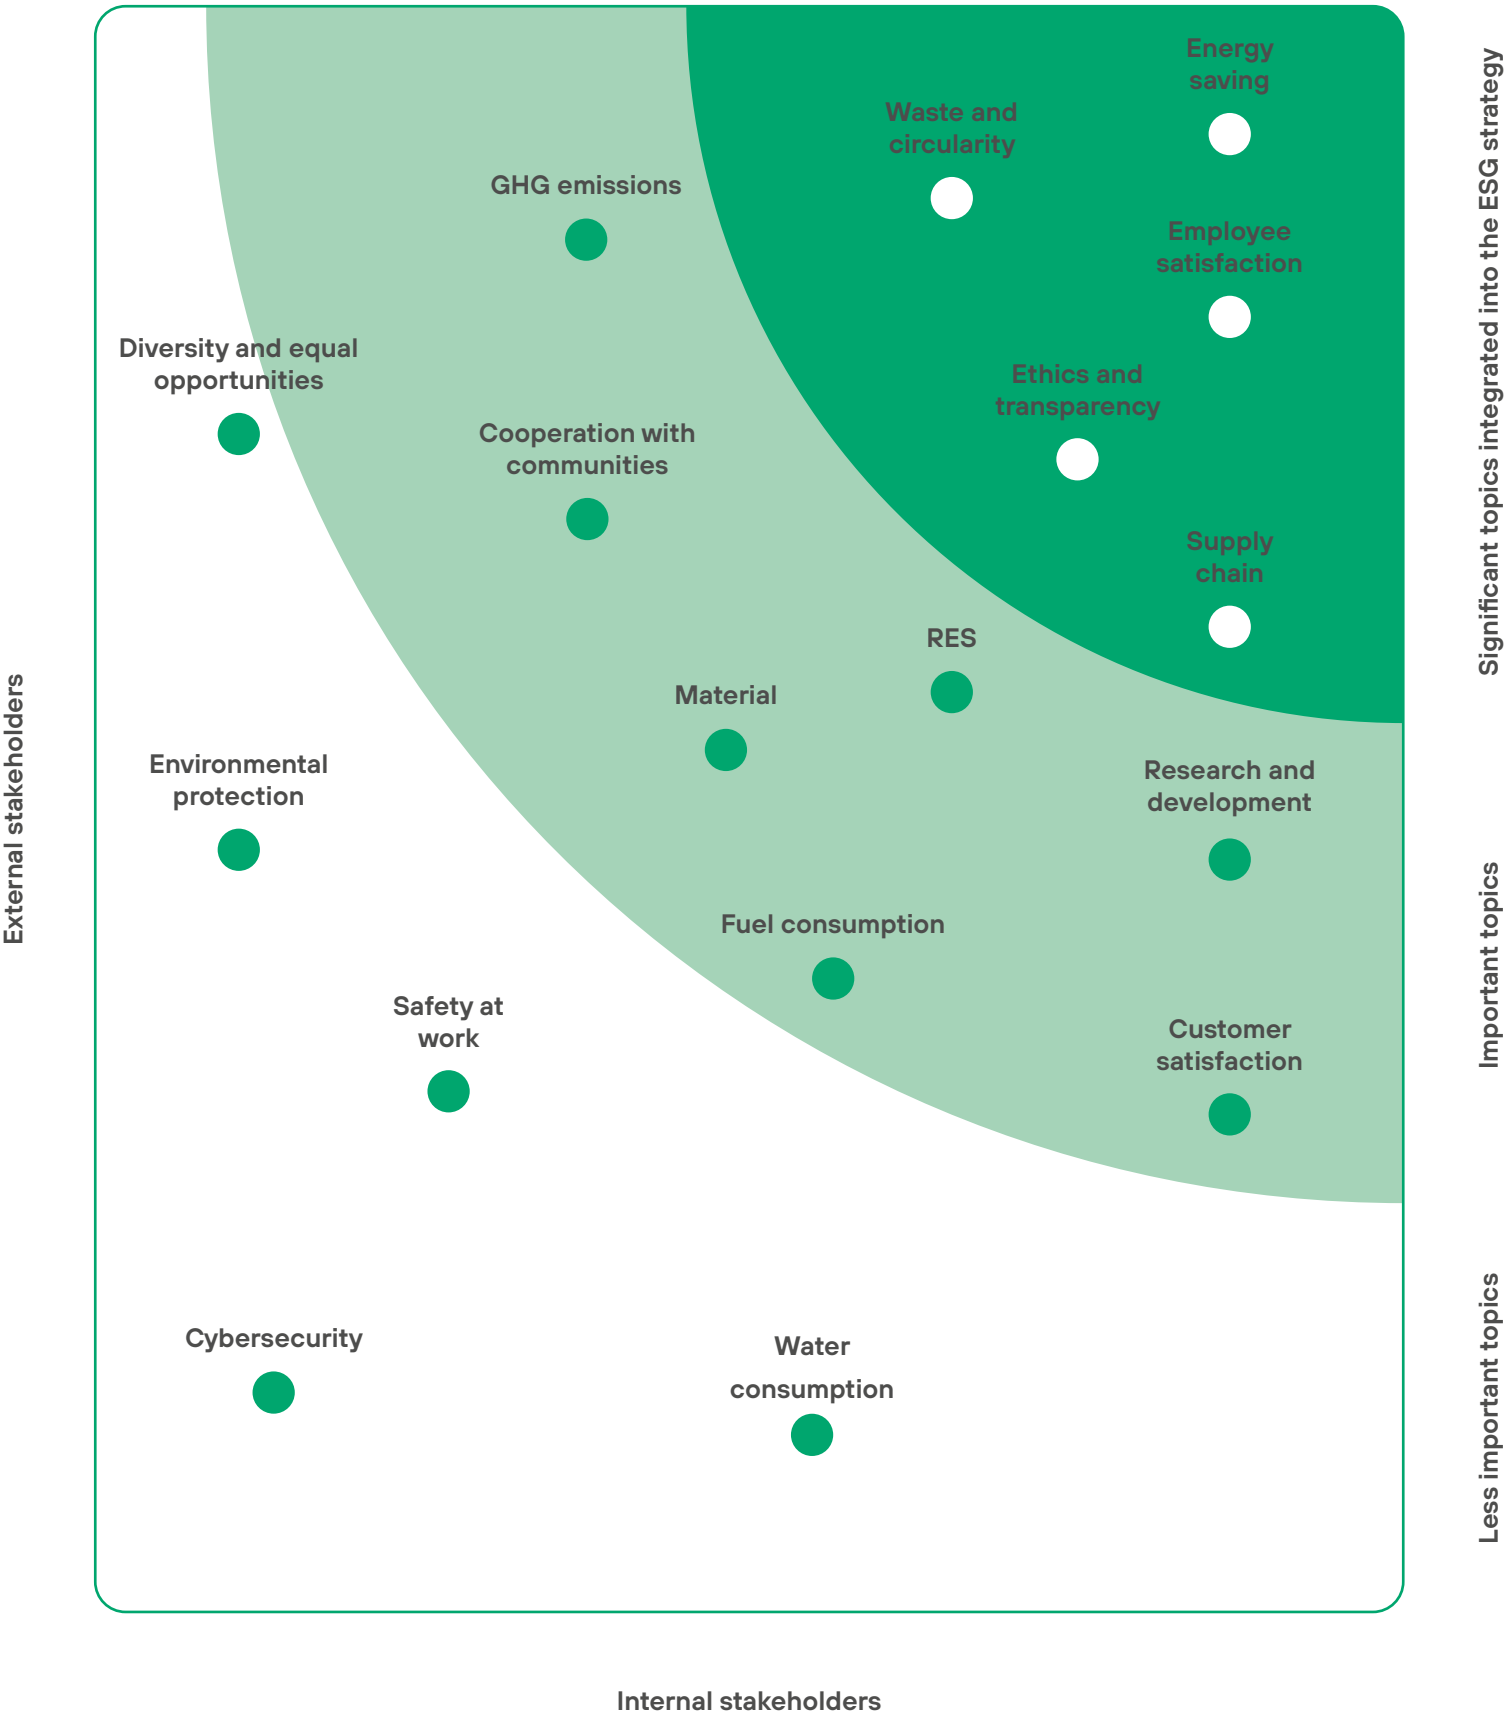 Energy
saving
Waste and
circularity
GHG emissions
Employee
satisfaction
Diversity and equal
opportunities
Ethics and
transparency
Cooperation with
communities
Supply
chain
RES
Material
Environmental
protection
Research and
development
Fuel consumption
Safety at
work
Customer
satisfaction
Cybersecurity
Water
consumption
External stakeholders
Internal stakeholders
Significant topics integrated into the ESG strategy
Important topics
Less important topics